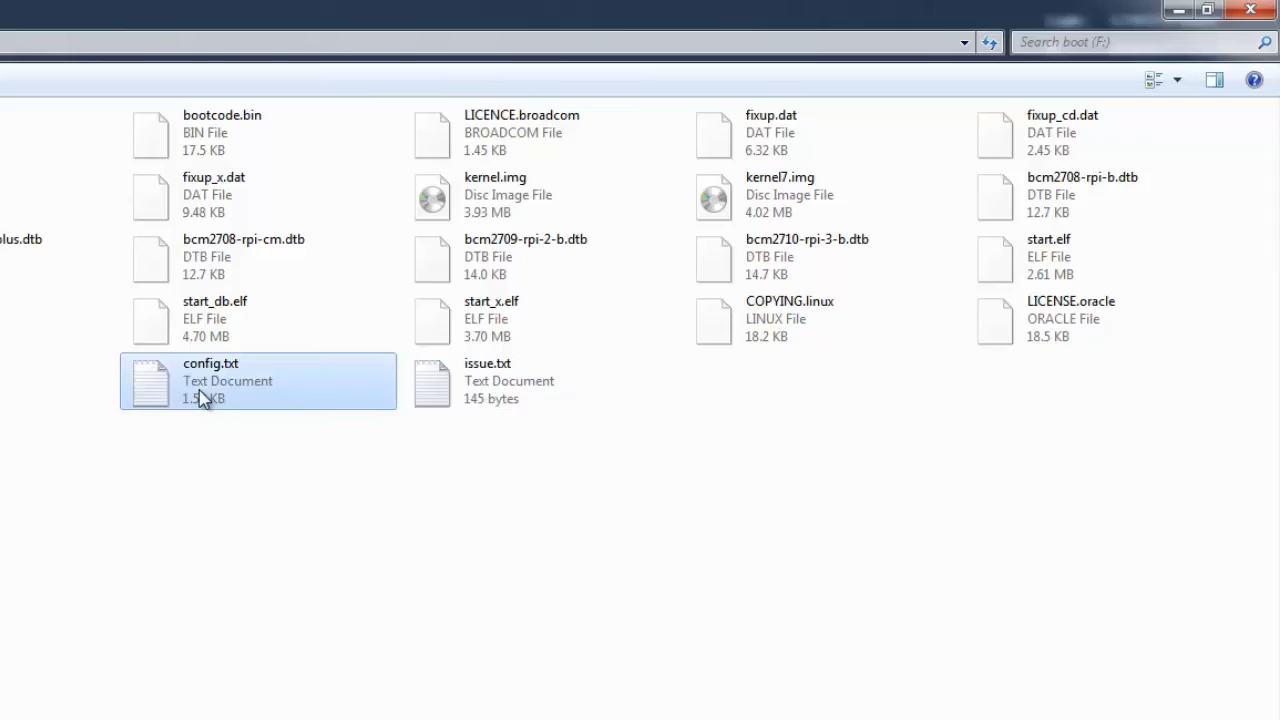 Search boot (F:)
bootcode.bin
BIN File
17.5 KB
LICENCE.broadcom
BROADCOM File
1.45 KB
fixup.dat
DAT File
6.32 KB
fixup_cd.dat
DAT File
2.45 KB
fixup_x.dat
DAT File
9.48 KB
kernel.img
Disc Image File
3.93 MB
kernel7.img
Disc Image File
4.02 MB
bcm2708-rpi-b.dtb
DTB File
12.7 KB
plus.dtb
bcm2708-rpi-cm.dtb
DTB File
12.7 KB
bcm2709-rpi-2-b.dtb
DTB File
14.0 KB
bcm2710-rpi-3-b.dtb
DTB File
14.7 KB
start.elf
ELF File
2.61 MB
start_db.elf
ELF File
4.70 MB
start_x.elf
ELF File
3.70 MB
COPYING.linux
LINUX File
18.2 KB
LICENSE.oracle
ORACLE File
18.5 KB
config.txt
Text Document
KB
issue.txt
Text Document
145 bytes